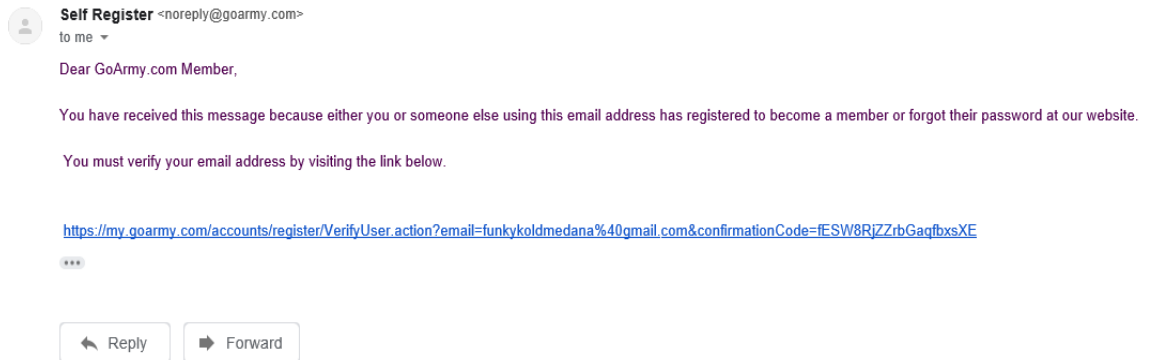 Self Register <noreply@goarmy.com>
to me
Dear GoArmy.com Member,
You have received this message because either you or someone else using this email address has registered to become a member or forgot their password at our website.
You must verify your email address by visiting the link below.
https://my.goarmy.com/accounts/register/VerifyUser.action?email=funkykoldmedana%40gmail.com&confirmationCode=fESW8RjZZrbGaqfbxsXE
Reply Forward